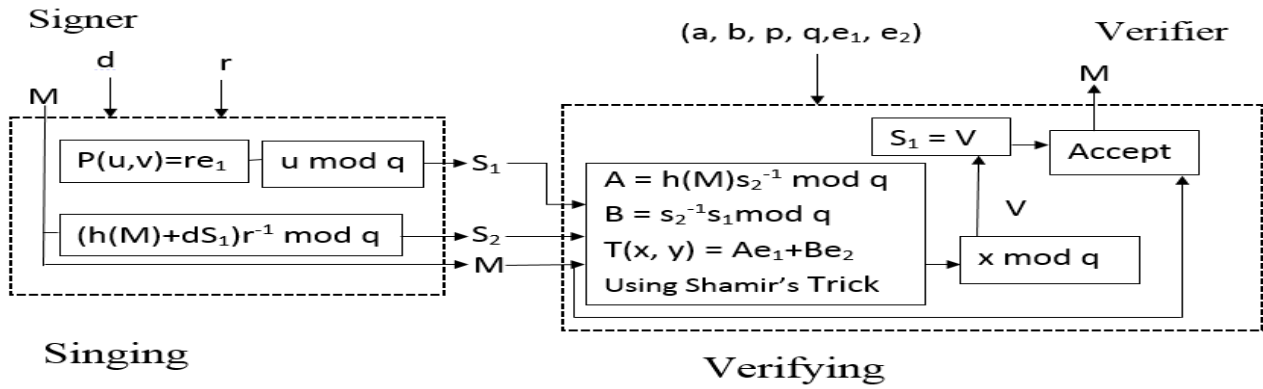 Signer
(a, b, p, q,e₁, e₂)
Verifier
d
r
M
M
P(u,v)=re₁
u mod q
S₁
S₁ = V
Accept
A = h(M)s₂⁻¹ mod q
B = s₂⁻¹s₁mod q
T(x, y) = Ae₁+Be₂
Using Shamir's Trick
V
(h(M)+dS₁)r⁻¹ mod q
S₂
M
x mod q
Singing
Verifying